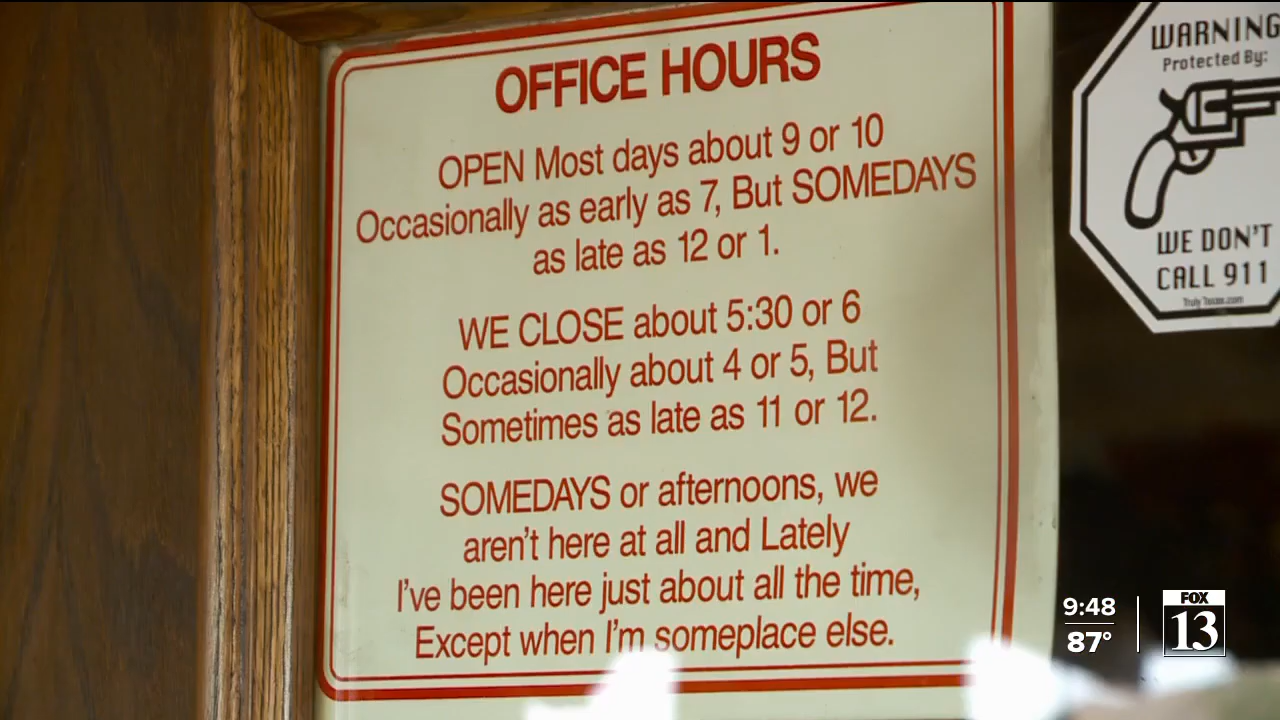 OFFICE HOURS
OPEN Most days about 9 or 10
Occasionally as early as 7, But SOMEDAYS
as late as 12 or 1.
WE CLOSE about 5:30 or 6
Occasionally about 4 or 5, But
Sometimes as late as 11 or 12.
SOMEDAYS or afternoons, we
aren't here at all and Lately
I've been here just about all the time,
Except when I'm someplace else.
WARNING
Protected By:
WE DON'T
CALL 911
Truly Texas.com
9:48
87°
FOX
13